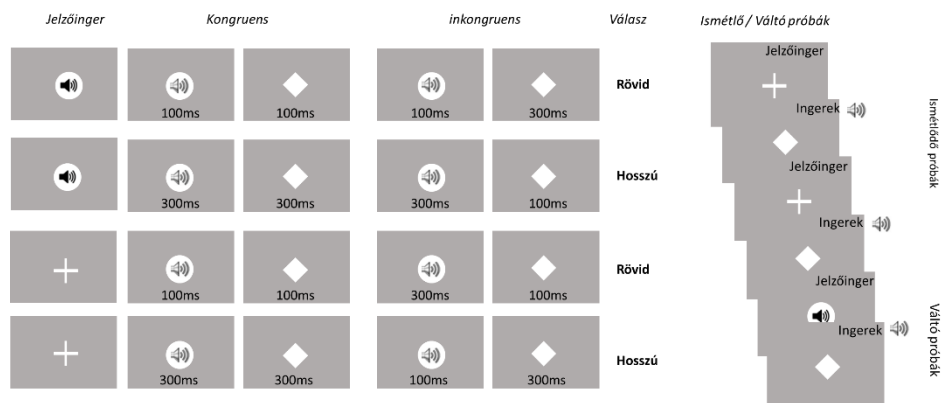 Jelzőinger
Kongruens
inkongruens
Válasz
Ismétlő / Váltó próbák
100ms
100ms
100ms
300ms
Rövid
300ms
300ms
300ms
100ms
Hosszú
100ms
100ms
300ms
100ms
Rövid
300ms
300ms
100ms
300ms
Hosszú
Jelzőinger
Ingerek
Jelzőinger
Ingerek
Jelzőinger
Ingerek
Ismétlődő próbák
Váltó próbák